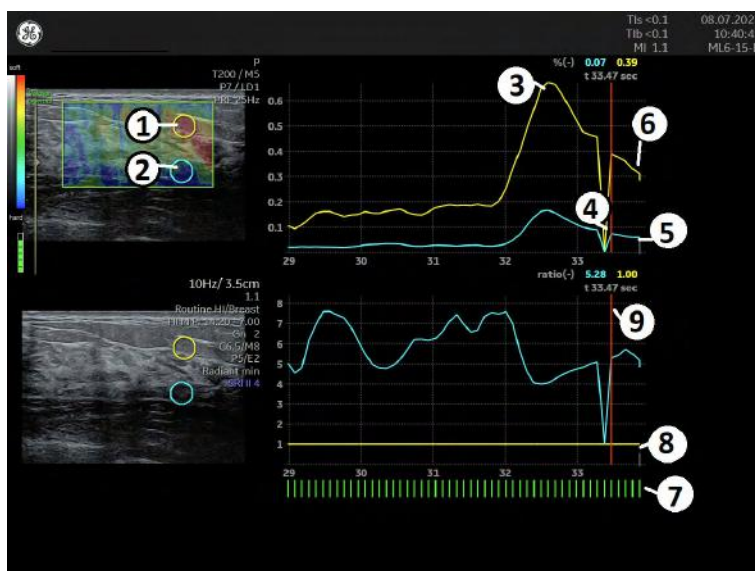 TIs <0.1
TIb <0.1
MI 1.1
08.07.202
10:40:4
ML6-15-
P
T200 / M5
P7 / LD1
PRF 25Hz
soft
hard
1
2
%(-) 0.07 0.39
t 33.47 sec
0.6
0.5
0.4
0.3
0.2
0.1
29 30 31 32 33
3
4
5
6
10Hz/ 3.5cm
1.1
Routine HI/Breast
Gn 2
C6.5/M8
P5/E2
Radiant min
SRI II 4
ratio(-) 5.28 1.00
t 33.47 sec
8
7
6
5
4
3
2
1
29 30 31 32 33
9
8
7